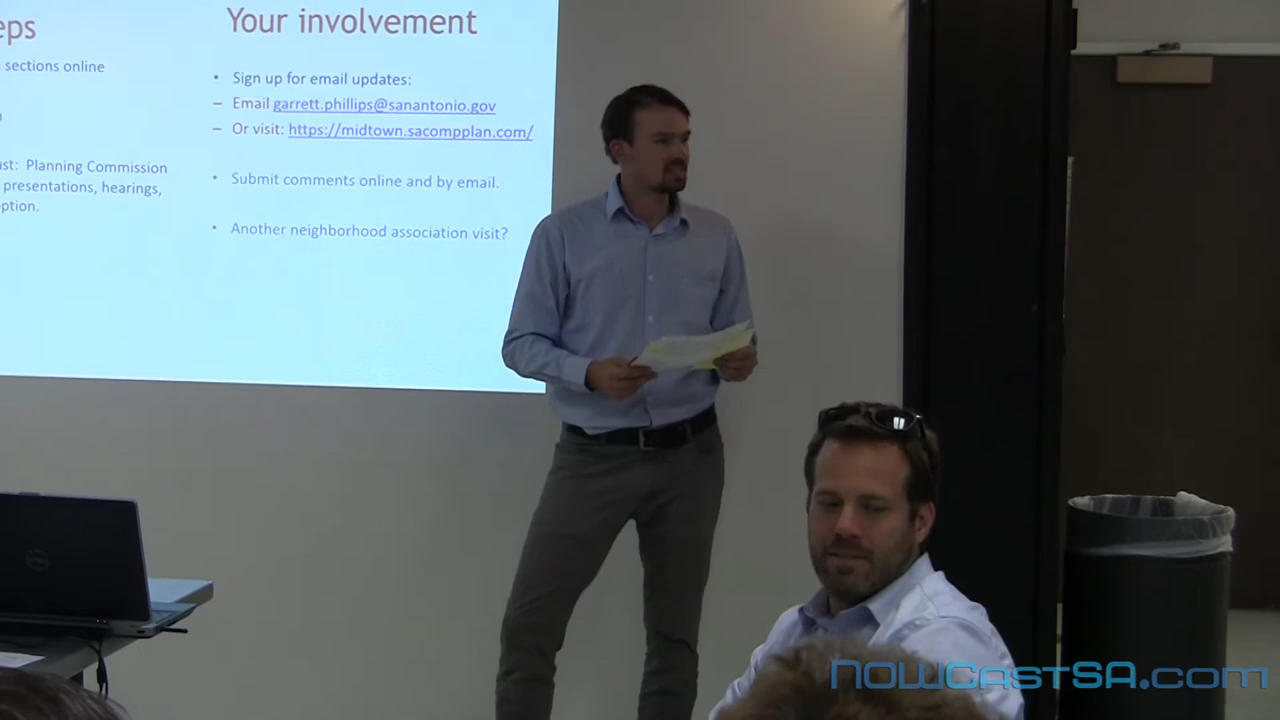 eps
sections online
ust: Planning Commission
presentations, hearings,
ption.
Your involvement
• Sign up for email updates:
– Email garrett.phillips@sanantonio.gov
– Or visit: https://midtown.sacompplan.com/
• Submit comments online and by email.
• Another neighborhood association visit?
NOWCastSA.com